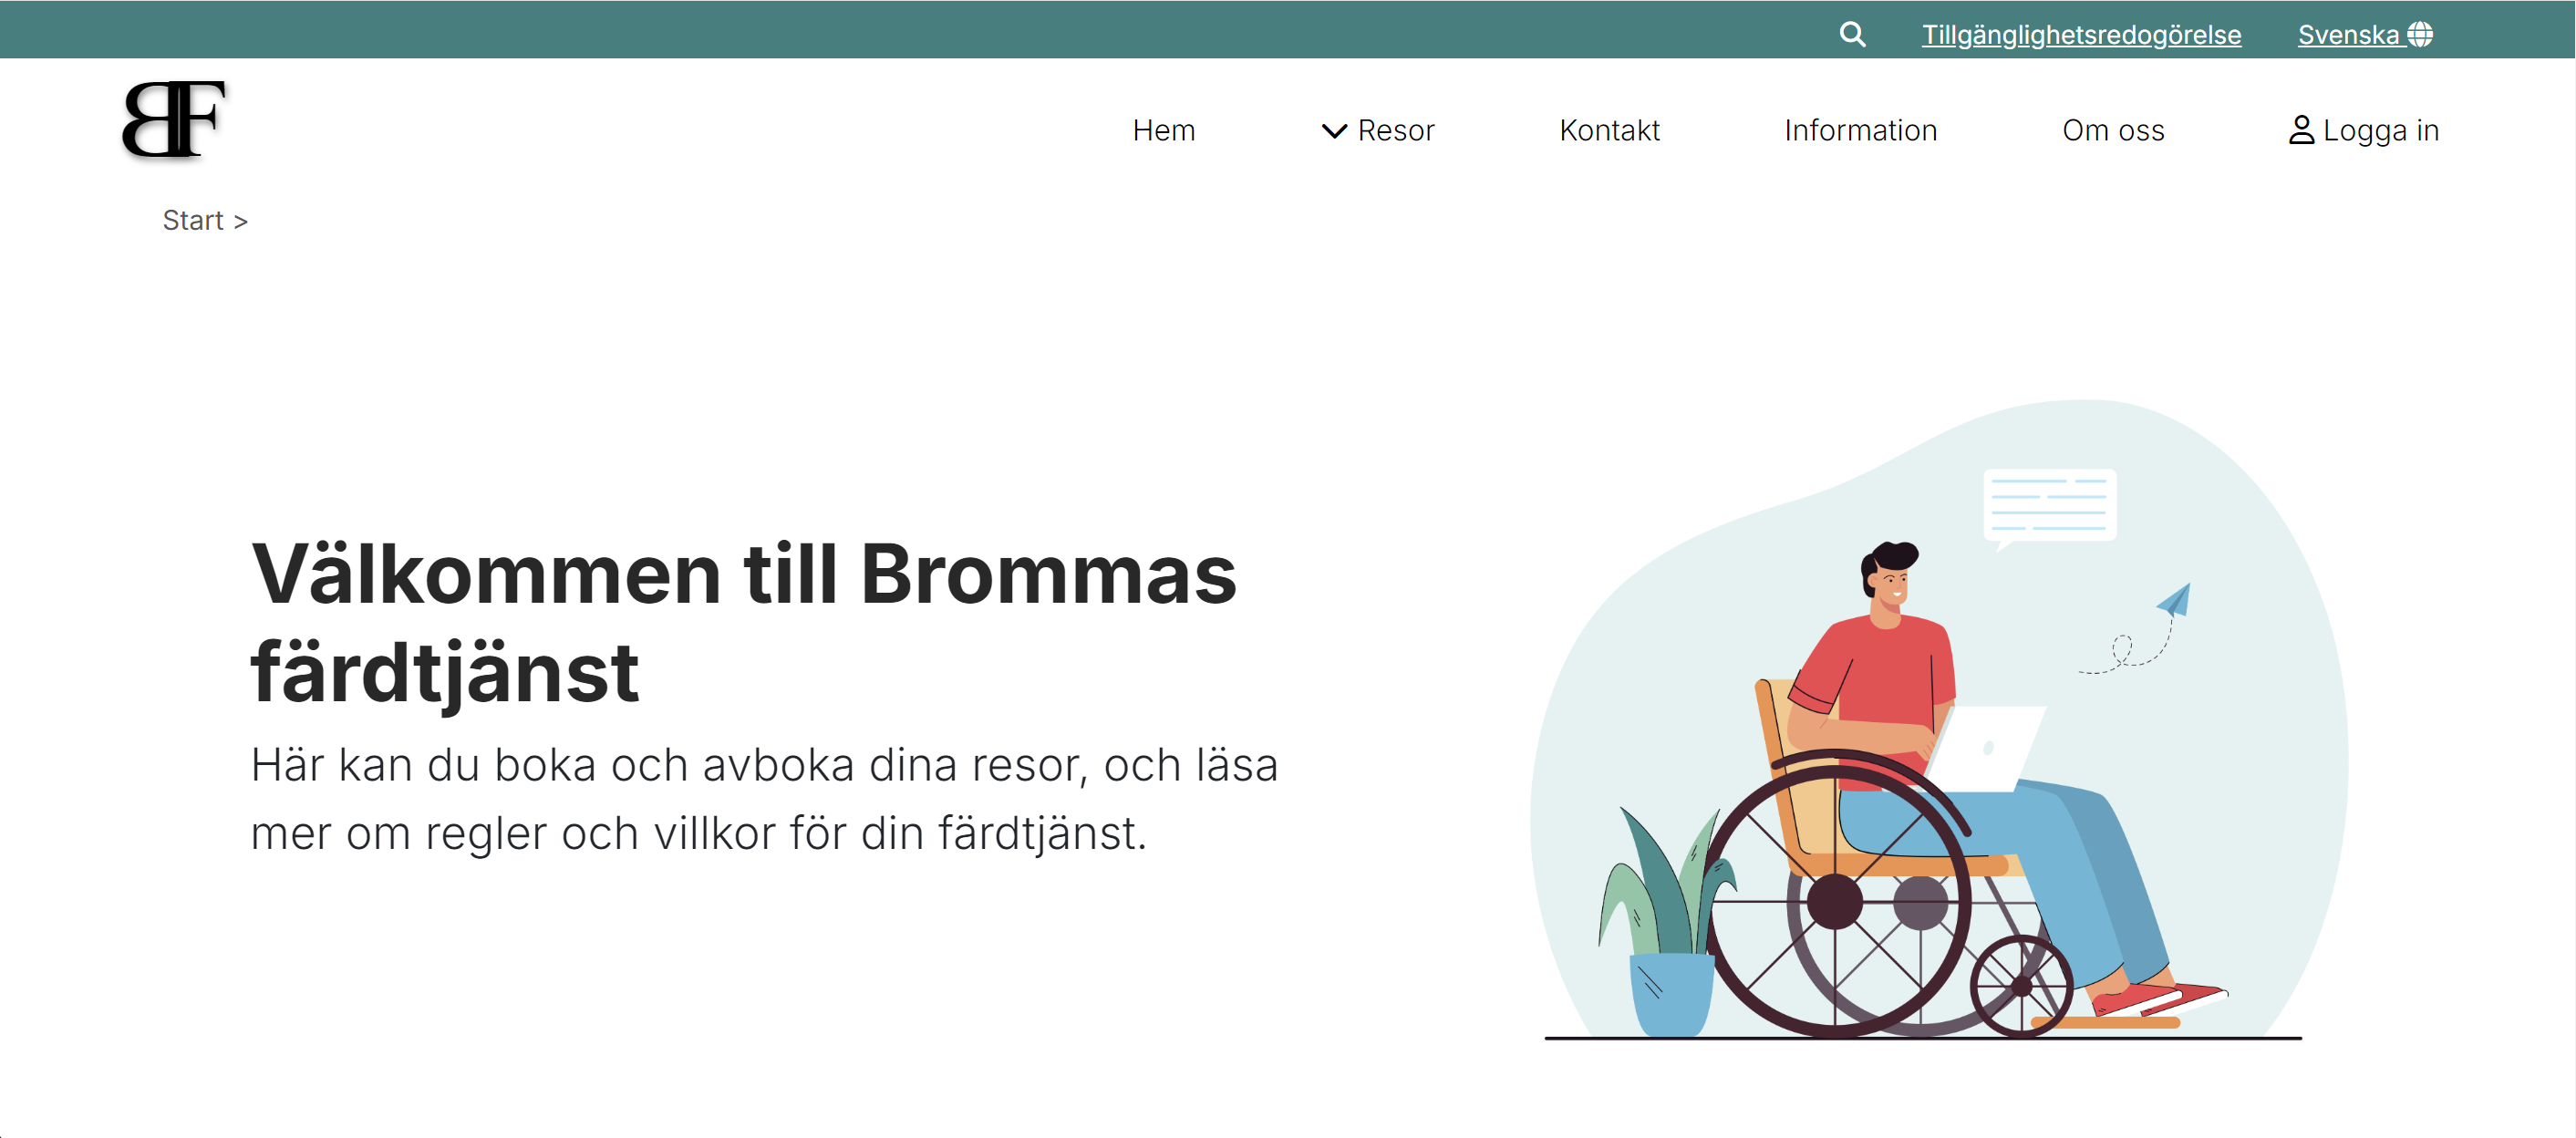 Tillgänglighetsredogörelse Svenska
BF
Hem Resor Kontakt Information Om oss Logga in
Start >
Välkommen till Brommas
färdtjänst
Här kan du boka och avboka dina resor, och läsa
mer om regler och villkor för din färdtjänst.